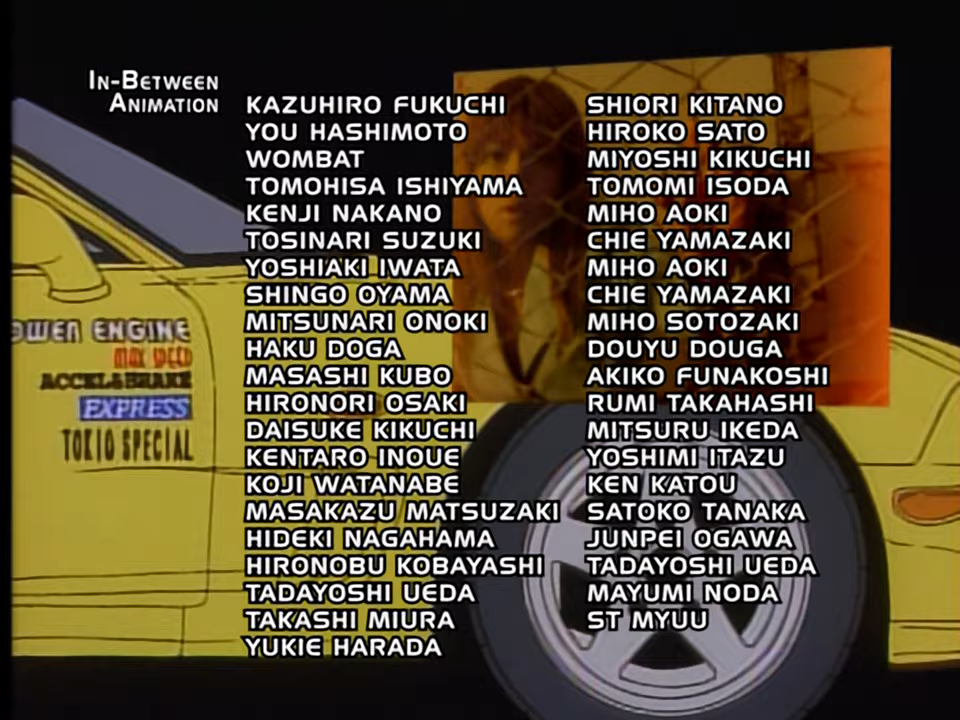 IN-BETWEEN
ANIMATION
KAZUHIRO FUKUCHI
YOU HASHIMOTO
WOMBAT
TOMOHISA ISHIYAMA
KENJI NAKANO
TOSINARI SUZUKI
YOSHIAKI IWATA
SHINGO OYAMA
MITSUNARI ONOKI
HAKU DOGA
MASASHI KUBO
HIRONORI OSAKI
DAISUKE KIKUCHI
KENTARO INOUE
KOJI WATANABE
MASAKAZU MATSUZAKI
HIDEKI NAGAHAMA
HIRONOBU KOBAYASHI
TADAYOSHI UEDA
TAKASHI MIURA
YUKIE HARADA
SHIORI KITANO
HIROKO SATO
MIYOSHI KIKUCHI
TOMOMI ISODA
MIHO AOKI
CHIE YAMAZAKI
MIHO AOKI
CHIE YAMAZAKI
MIHO SOTOZAKI
DOUYU DOUGA
AKIKO FUNAKOSHI
RUMI TAKAHASHI
MITSURU IKEDA
YOSHIMI ITAZU
KEN KATOU
SATOKO TANAKA
JUNPEI OGAWA
TADAYOSHI UEDA
MAYUMI NODA
ST MYUU
OWER ENGINE
MAX SPEED
ACCEL&BRAKE
EXPRESS
TOKIO SPECIAL